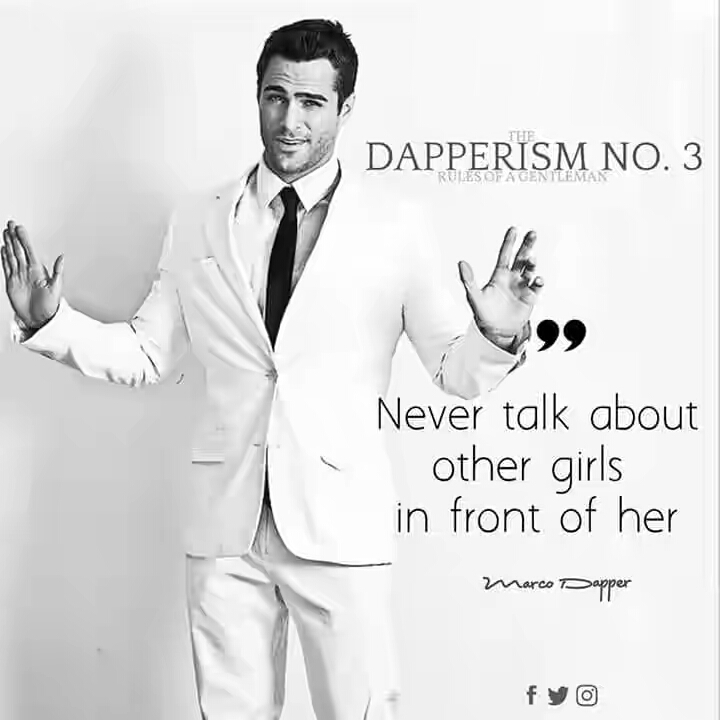 THE
DAPPERISM NO. 3
RULES OF A GENTLEMAN
”
Never talk about
other girls
in front of her
Marco Dapper